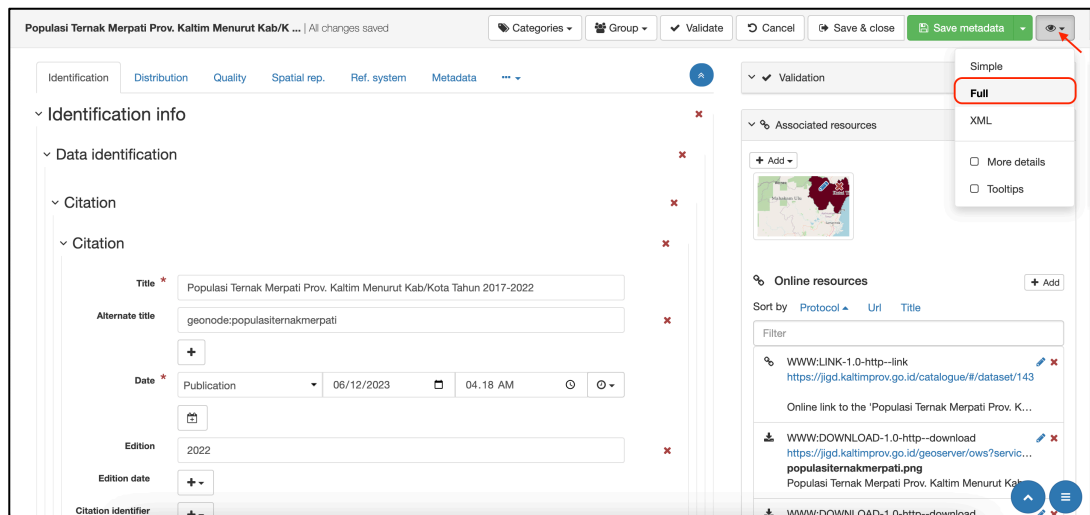 Populasi Ternak Merpati Prov. Kaltim Menurut Kab/K ... | All changes saved
Categories
Group
Validate
Cancel
Save & close
Save metadata
Simple
Full
XML
More details
Tooltips
Identification Distribution Quality Spatial rep. Ref. system Metadata ...
Identification info
Data identification
Citation
Citation
Title *
Populasi Ternak Merpati Prov. Kaltim Menurut Kab/Kota Tahun 2017-2022
Alternate title
geonode:populasiternakmerpati
Date *
Publication
06/12/2023
04.18 AM
Edition
2022
Edition date
Citation identifier
Validation
Associated resources
+ Add
Online resources
+ Add
Sort by Protocol Url Title
Filter
WWW:LINK-1.0-http--link
https://jigd.kaltimprov.go.id/catalogue/#/dataset/143
Online link to the 'Populasi Ternak Merpati Prov. K...
WWW:DOWNLOAD-1.0-http--download
https://jigd.kaltimprov.go.id/geoserver/ows?servic...
populasiternakmerpati.png
Populasi Ternak Merpati Prov. Kaltim Menurut Kab
WWW:DOWNLOAD-1.0-http--download